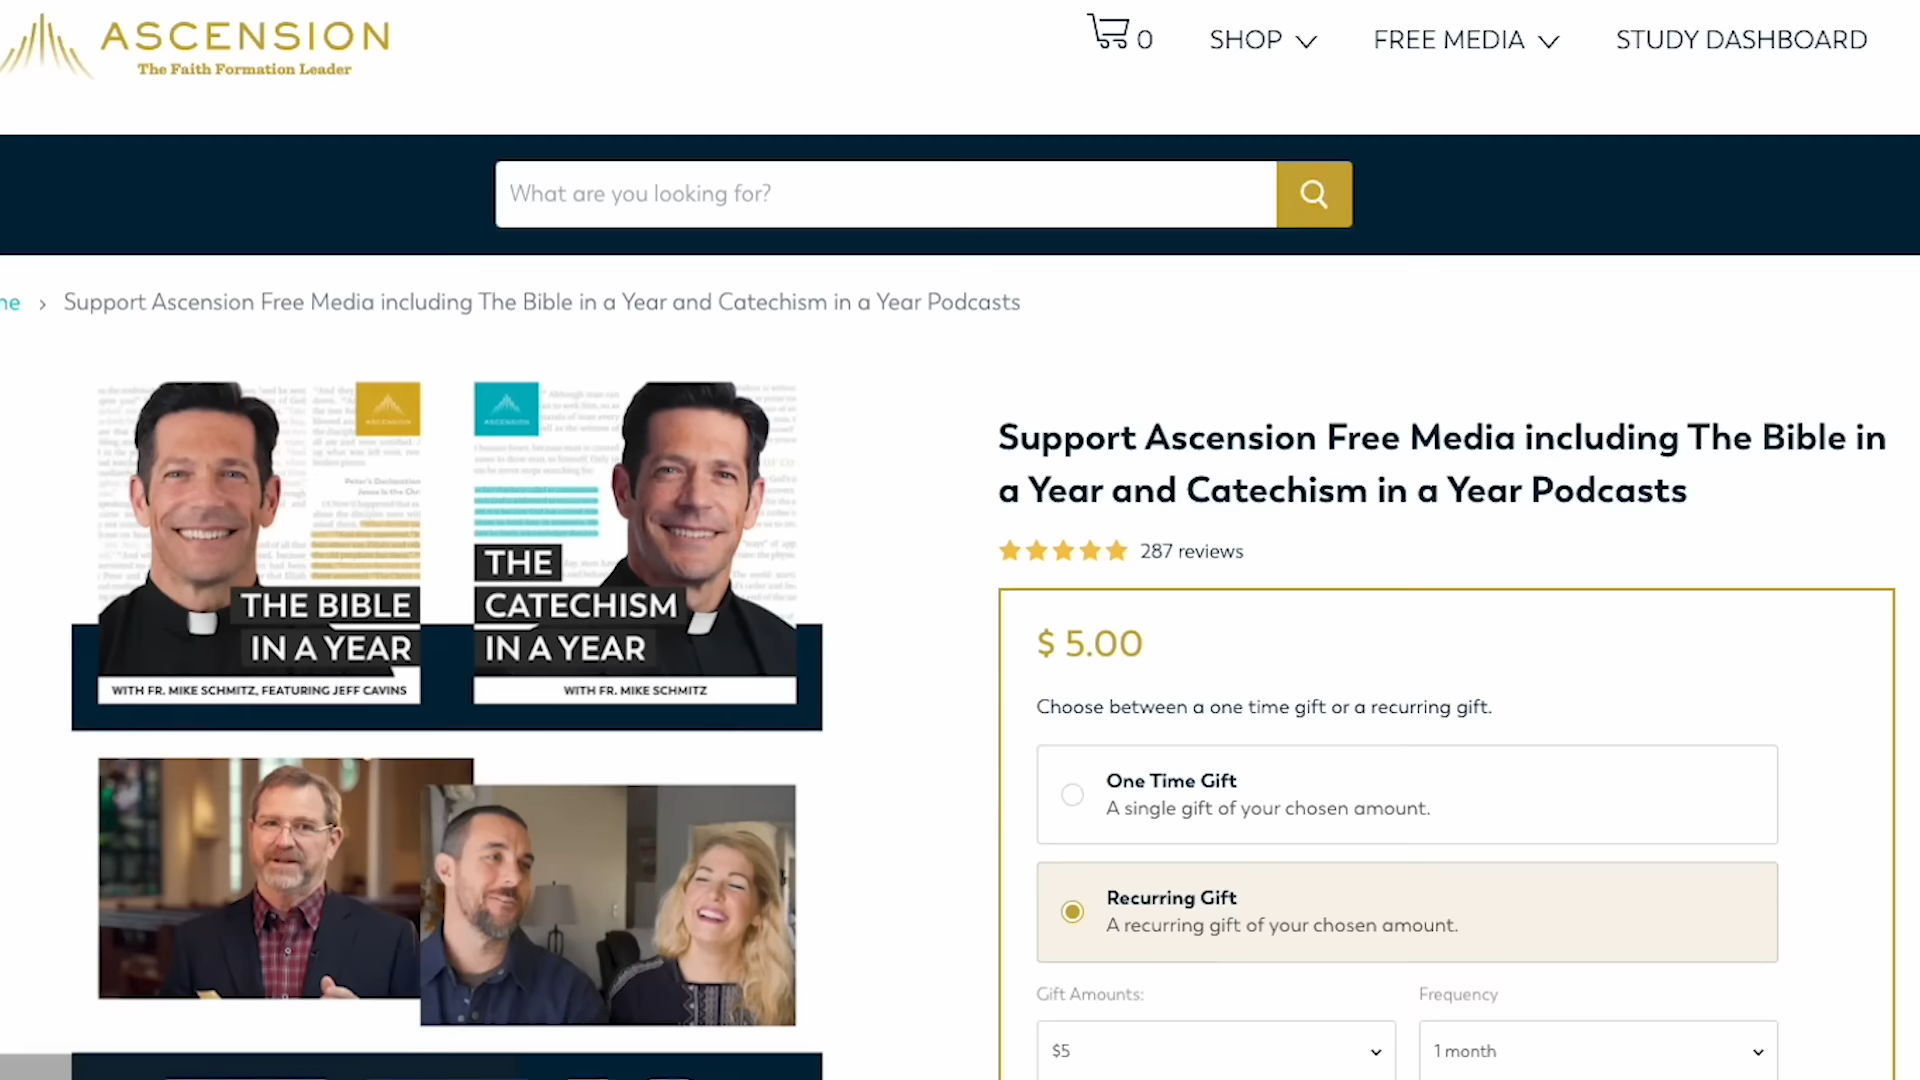 ASCENSION
The Faith Formation Leader
0
SHOP
FREE MEDIA
STUDY DASHBOARD
What are you looking for?
me › Support Ascension Free Media including The Bible in a Year and Catechism in a Year Podcasts
ASCENSION
THE BIBLE
IN A YEAR
WITH FR. MIKE SCHMITZ, FEATURING JEFF CAVINS
ASCENSION
THE
CATECHISM
IN A YEAR
WITH FR. MIKE SCHMITZ
Support Ascension Free Media including The Bible in
a Year and Catechism in a Year Podcasts
287 reviews
$ 5.00
Choose between a one time gift or a recurring gift.
One Time Gift
A single gift of your chosen amount.
Recurring Gift
A recurring gift of your chosen amount.
Gift Amounts:
Frequency
$5
1 month